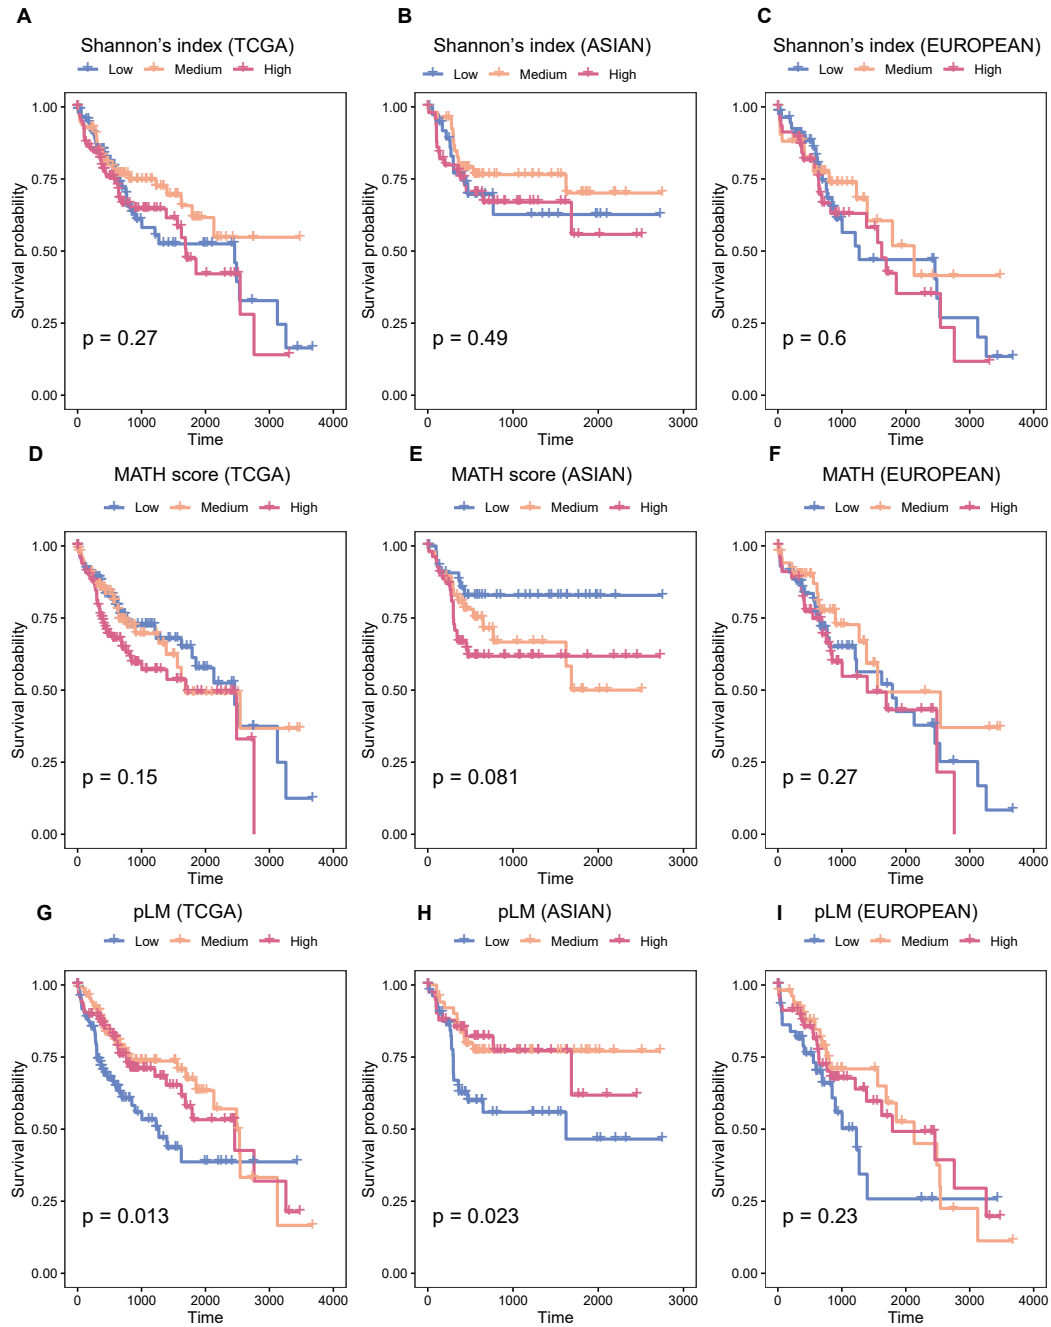 A
Shannon's index (TCGA)
Low Medium High
1.00
0.75
0.50
0.25
0.00
Survival probability
p = 0.27
0 1000 2000 3000 4000
Time
B
Shannon's index (ASIAN)
Low Medium High
1.00
0.75
0.50
0.25
0.00
Survival probability
p = 0.49
0 1000 2000 3000
Time
C
Shannon's index (EUROPEAN)
Low Medium High
1.00
0.75
0.50
0.25
0.00
Survival probability
p = 0.6
0 1000 2000 3000 4000
Time
D
MATH score (TCGA)
Low Medium High
1.00
0.75
0.50
0.25
0.00
Survival probability
p = 0.15
0 1000 2000 3000 4000
Time
E
MATH score (ASIAN)
Low Medium High
1.00
0.75
0.50
0.25
0.00
Survival probability
p = 0.081
0 1000 2000 3000
Time
F
MATH (EUROPEAN)
Low Medium High
1.00
0.75
0.50
0.25
0.00
Survival probability
p = 0.27
0 1000 2000 3000 4000
Time
G
pLM (TCGA)
Low Medium High
1.00
0.75
0.50
0.25
0.00
Survival probability
p = 0.013
0 1000 2000 3000 4000
Time
H
pLM (ASIAN)
Low Medium High
1.00
0.75
0.50
0.25
0.00
Survival probability
p = 0.023
0 1000 2000 3000
Time
I
pLM (EUROPEAN)
Low Medium High
1.00
0.75
0.50
0.25
0.00
Survival probability
p = 0.23
0 1000 2000 3000 4000
Time